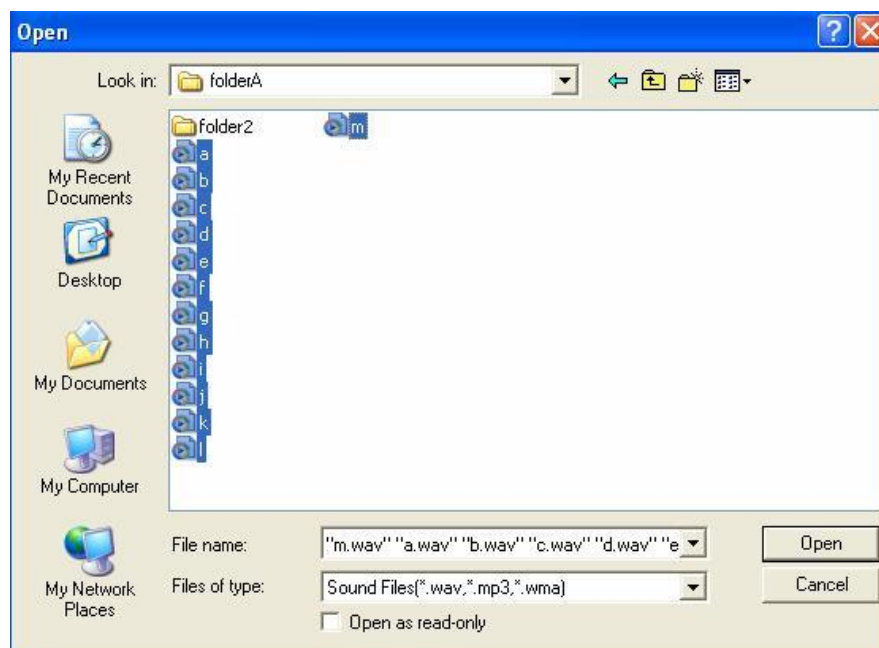 Open
Look in: folderA
folder2 m
a
b
c
d
e
f
g
h
i
j
k
l
My Recent
Documents
Desktop
My Documents
My Computer
My Network
Places
File name: "m.wav" "a.wav" "b.wav" "c.wav" "d.wav" "e Open
Files of type: Sound Files(*.wav,*.mp3,*.wma) Cancel
Open as read-only